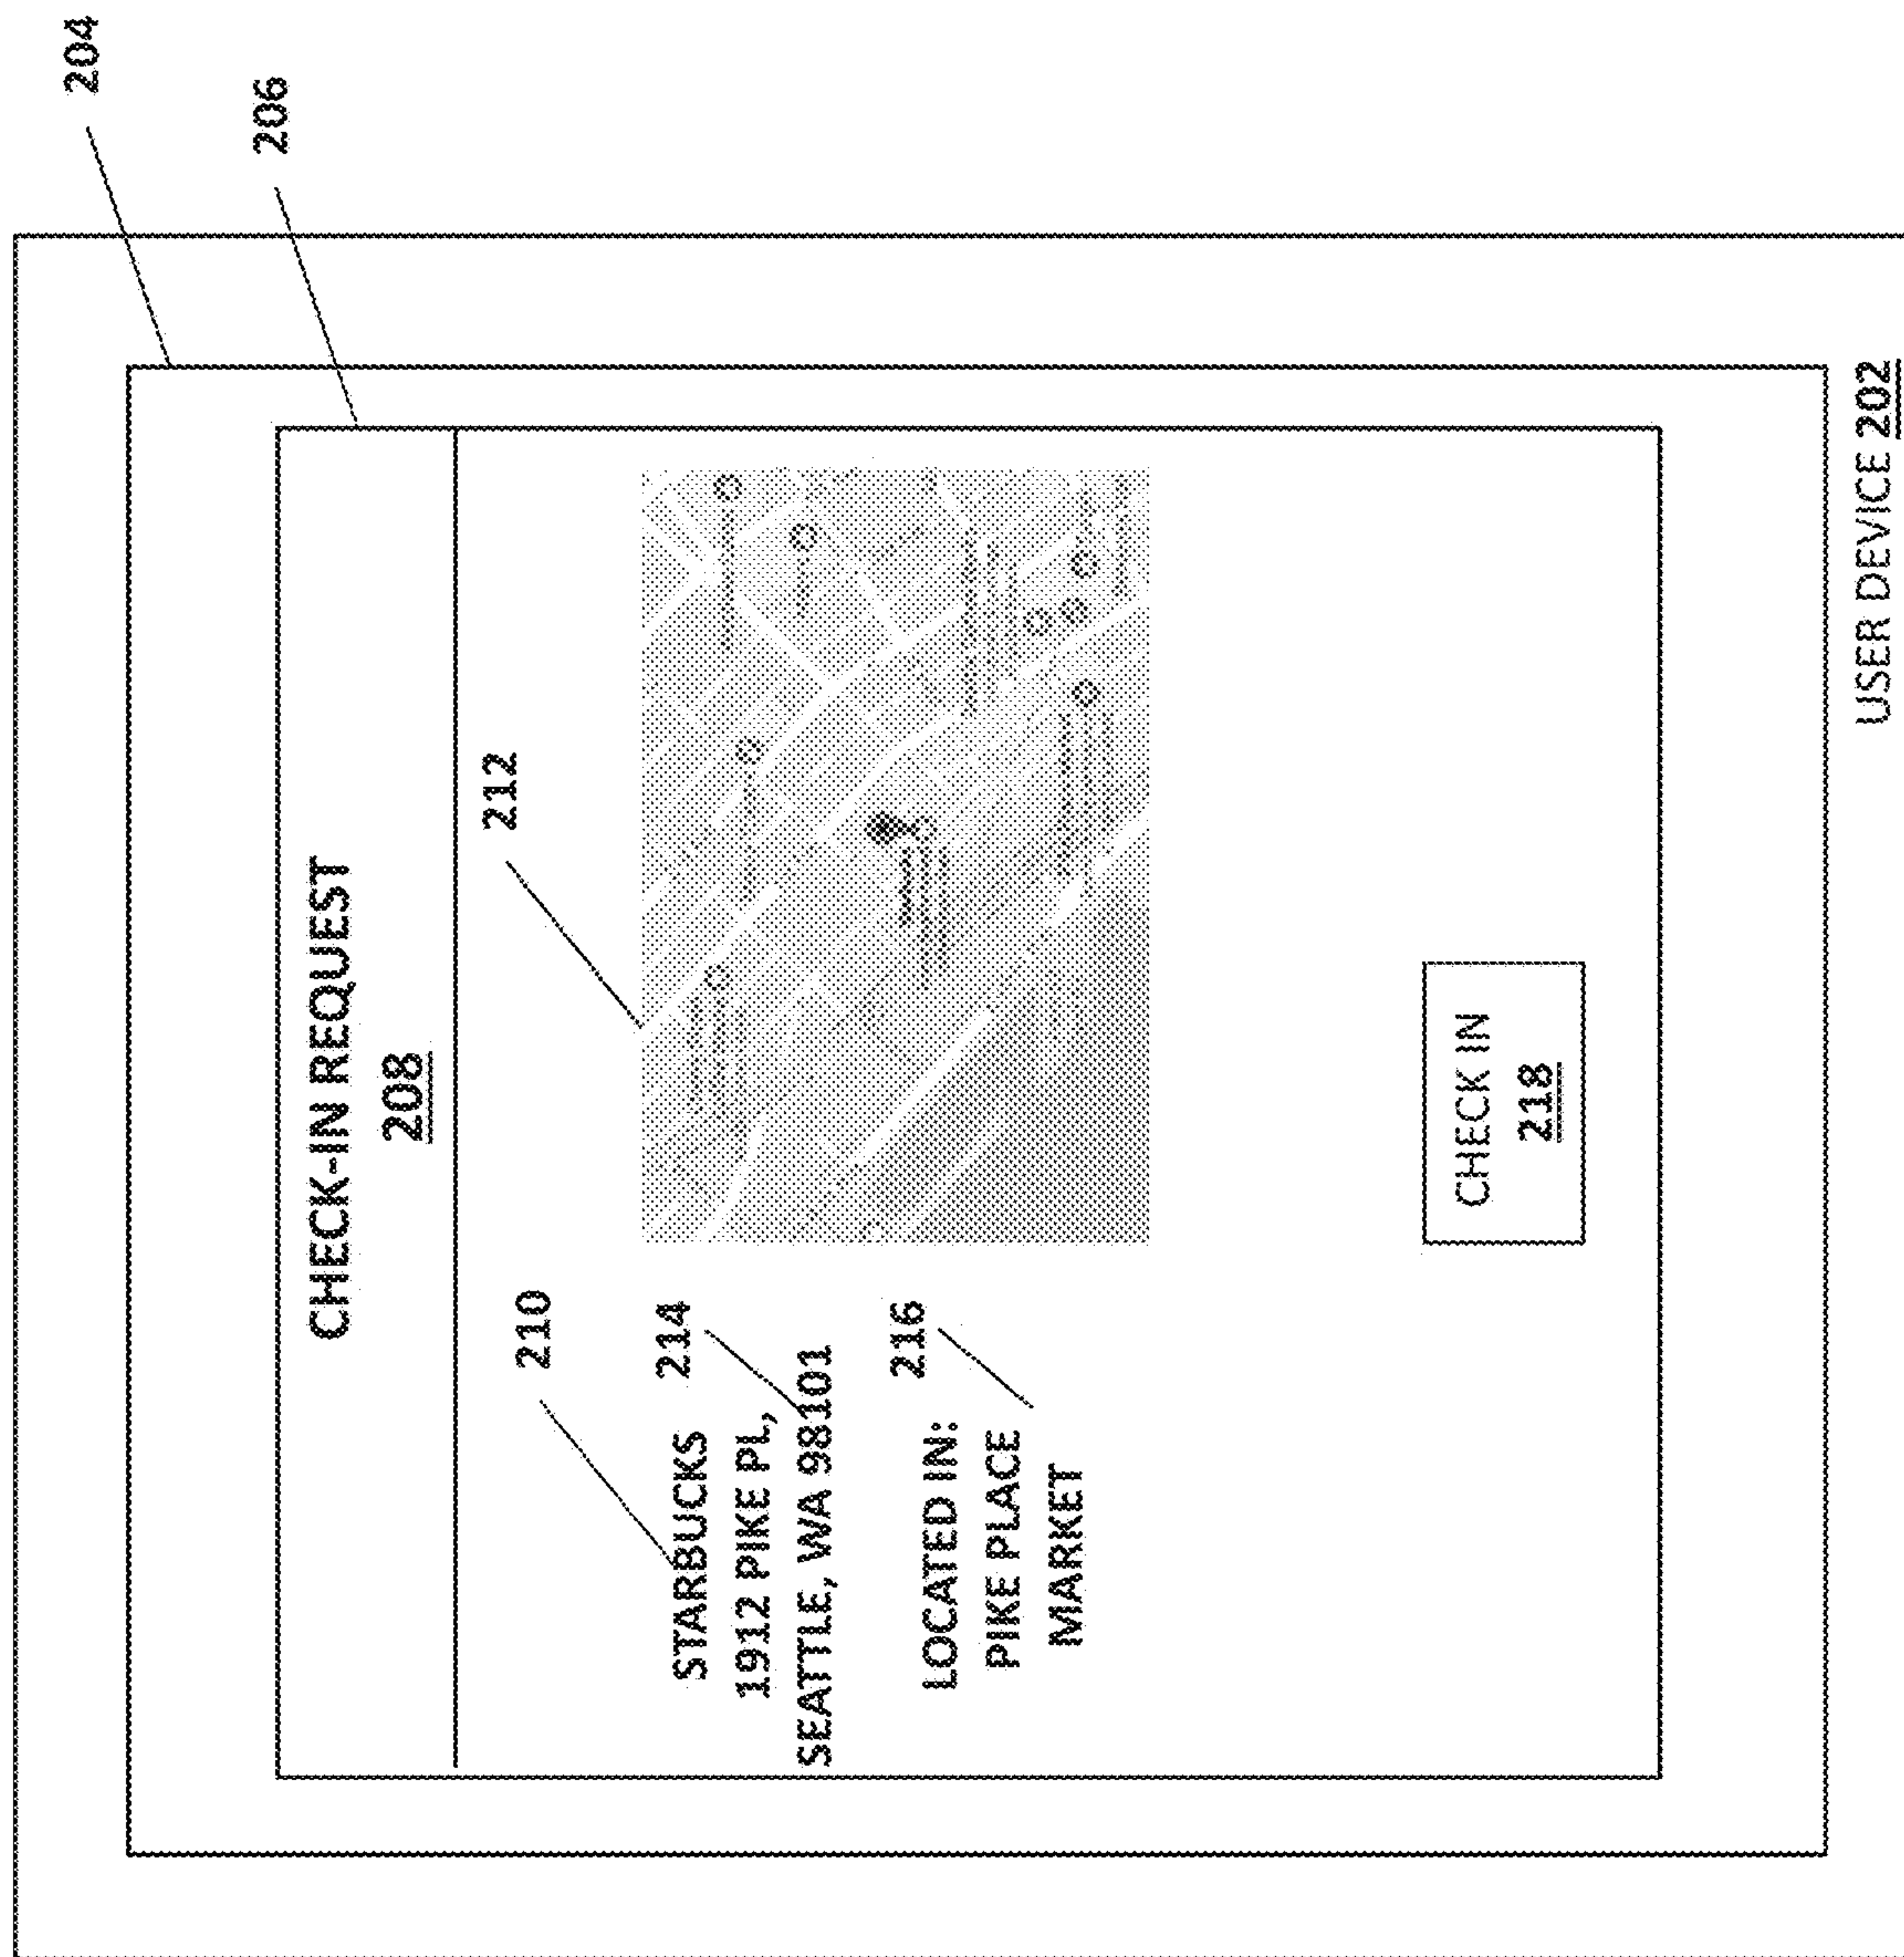 204
206
CHECK-IN REQUEST
208
210
212
STARBUCKS
214
1912 PIKE PL,
SEATTLE, WA 98101
216
LOCATED IN:
PIKE PLACE
MARKET
CHECK IN
218
USER DEVICE 202